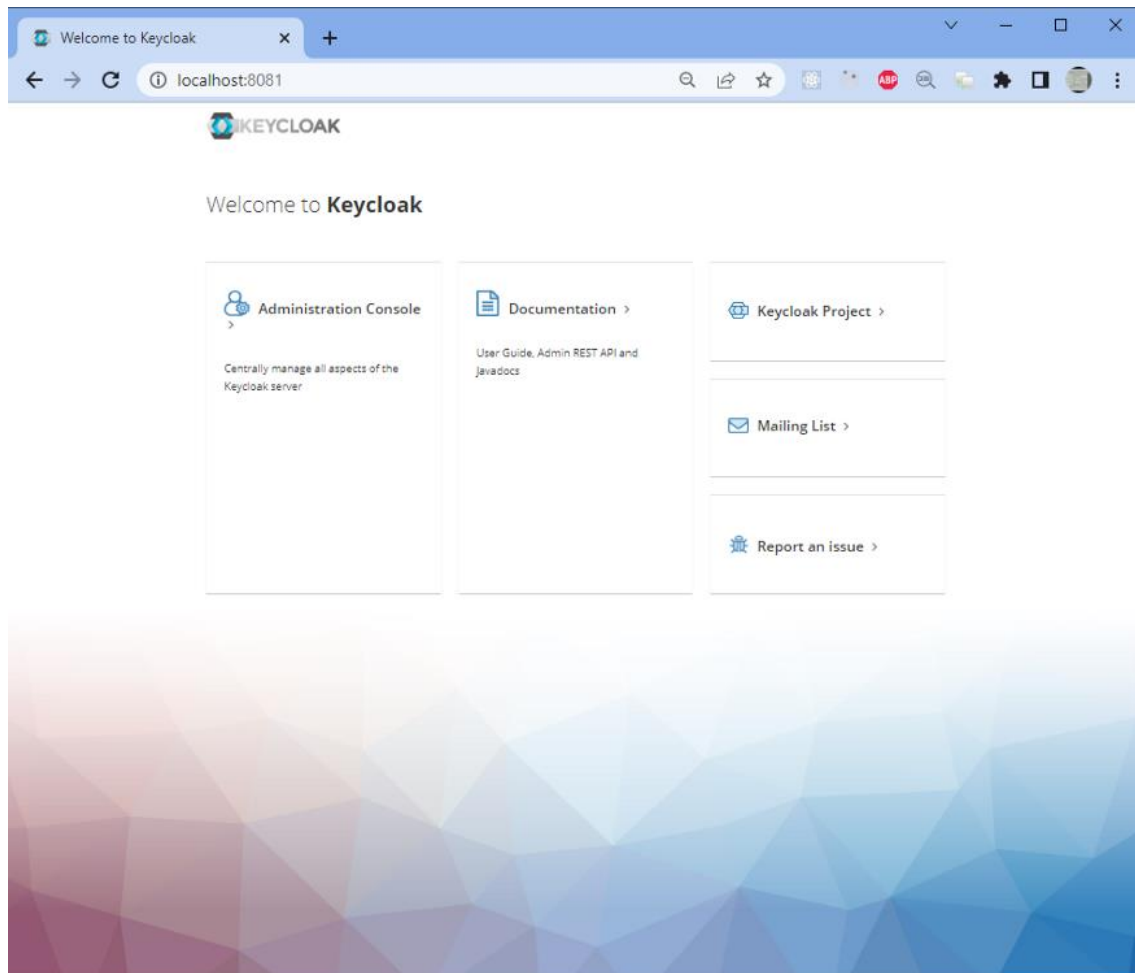 Welcome to Keycloak
localhost:8081
ABP
KEYCLOAK
Welcome to Keycloak
Administration Console >
Centrally manage all aspects of the
Keycloak server
Documentation >
User Guide, Admin REST API and
Javadocs
Keycloak Project >
Mailing List >
Report an issue >